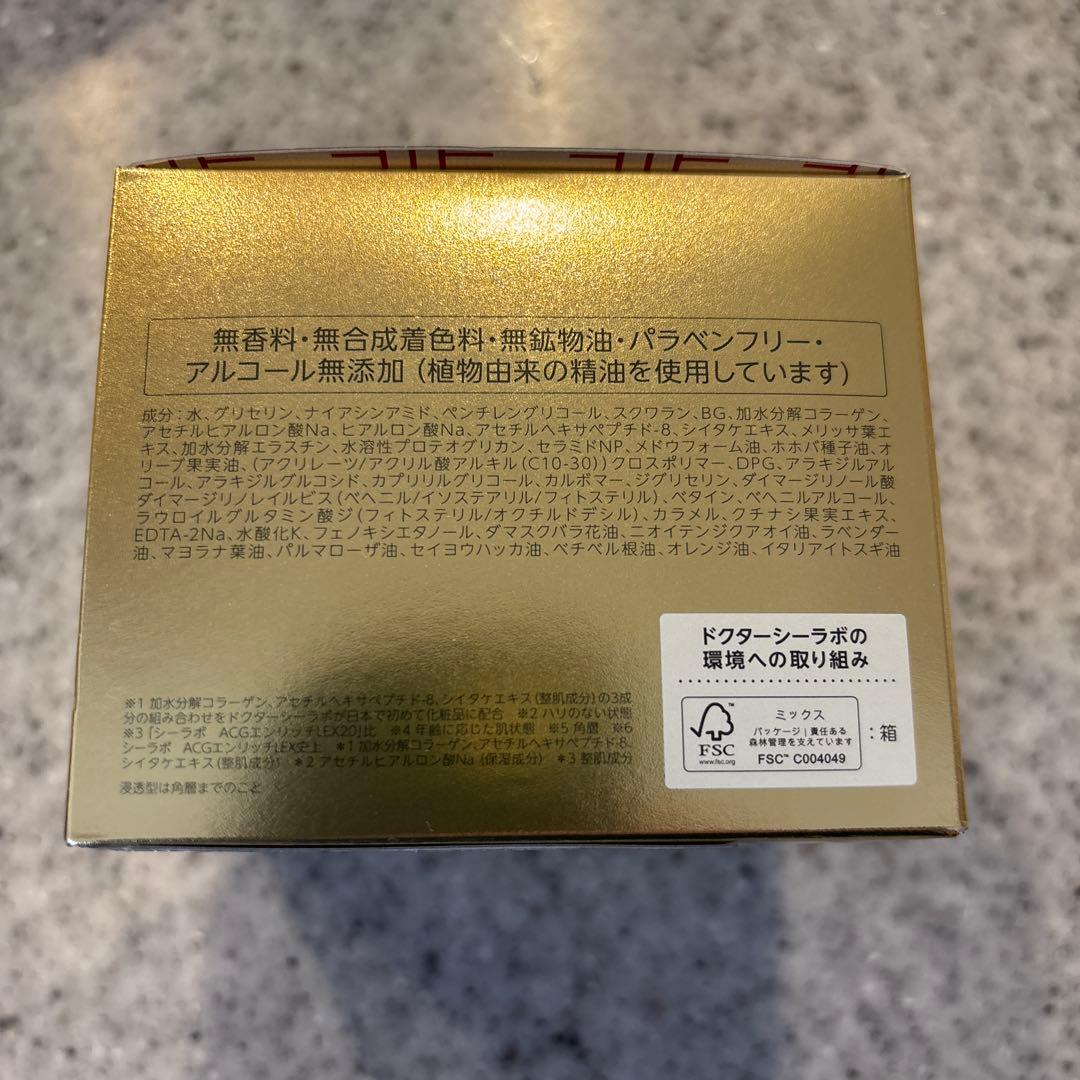 無香料・無合成着色料・無鉱物油・パラベンフリー・
アルコール無添加（植物由来の精油を使用しています）
成分：水、グリセリン、ナイアシンアミド、ペンチレングリコール、スクワラン、BG、加水分解コラーゲン、
アセチルヒアルロン酸Na、ヒアルロン酸Na、アセチルヘキサペプチド-8、シイタケエキス、メリッサ葉エ
キス、加水分解エラスチン、水溶性プロテオグリカン、セラミドNP、メドウフォーム油、ホホバ種子油、オ
リーブ果実油、（アクリレーツ/アクリル酸アルキル（C10-30））クロスポリマー、DPG、アラキジルアル
コール、アラキジルグルコシド、カプリリルグリコール、カルボマー、ジグリセリン、ダイマージリノール酸
ダイマージリノレイルビス（ベヘニル/イソステアリル/フィトステリル）、ベタイン、ベヘニルアルコール、
ラウロイルグルタミン酸ジ（フィトステリル/オクチルドデシル）、カラメル、クチナシ果実エキス、
EDTA-2Na、水酸化K、フェノキシエタノール、ダマスクバラ花油、ニオイテンジクアオイ油、ラベンダー
油、マヨラナ葉油、パルマローザ油、セイヨウハッカ油、ベチベル根油、オレンジ油、イタリアイトスギ油
※1 加水分解コラーゲン、アセチルヘキサペプチド-8、シイタケエキス（整肌成分）の3成
分の組み合わせをドクターシーラボが日本で初めて化粧品に配合 ※2 ハリのない状態
※3「シーラボ ACGエンリッチLEX20」比 ※4 年齢に応じた肌状態 ※5 角層 ※6
シーラボ ACGエンリッチLEX史上 ＊1 加水分解コラーゲン、アセチルヘキサペプチド-8、
シイタケエキス（整肌成分） ＊2 アセチルヒアルロン酸Na（保湿成分） ＊3 整肌成分
浸透型は角層までのこと
ドクターシーラボの
環境への取り組み
FSC
www.fsc.org
ミックス
パッケージ｜責任ある
森林管理を支えています
FSC™ C004049
：箱